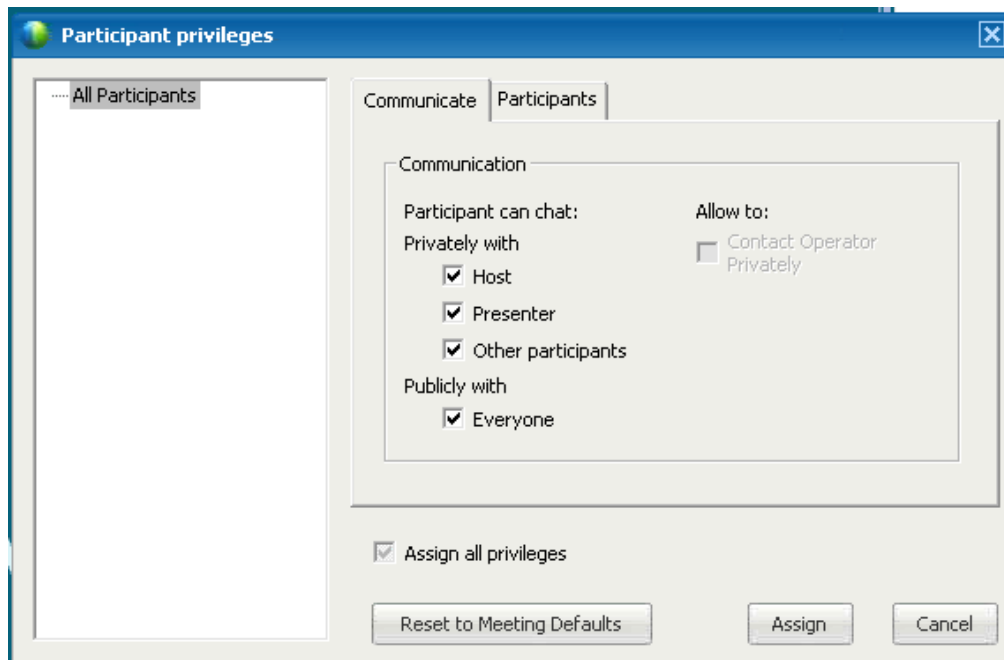 Participant privileges
All Participants
Communicate
Participants
Communication
Participant can chat:
Allow to:
Privately with
Contact Operator
Privately
Host
Presenter
Other participants
Publicly with
Everyone
Assign all privileges
Reset to Meeting Defaults
Assign
Cancel